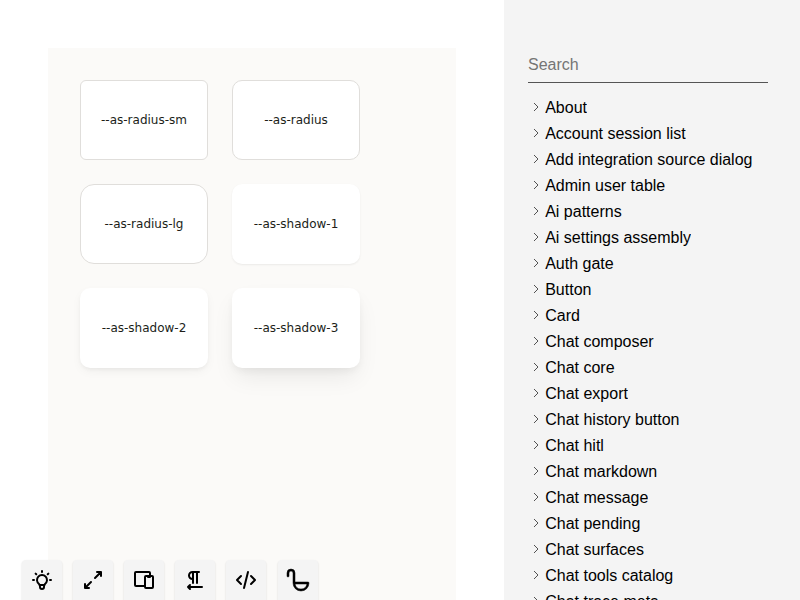 --as-radius-sm
--as-radius
--as-radius-lg
--as-shadow-1
--as-shadow-2
--as-shadow-3
Search
About
Account session list
Add integration source dialog
Admin user table
Ai patterns
Ai settings assembly
Auth gate
Button
Card
Chat composer
Chat core
Chat export
Chat history button
Chat hitl
Chat markdown
Chat message
Chat pending
Chat surfaces
Chat tools catalog